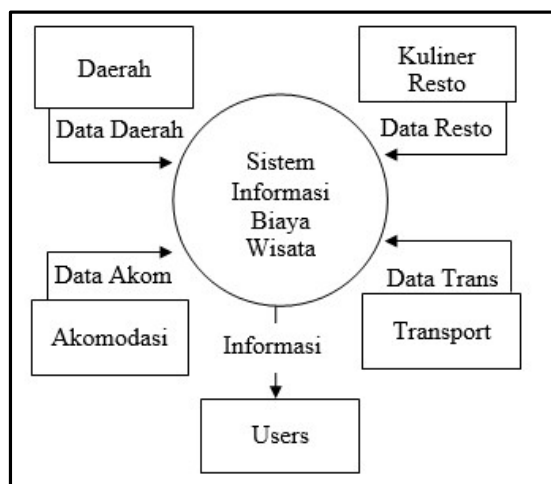 Daerah
Kuliner
Resto
Data Daerah
Data Resto
Sistem
Informasi
Biaya
Wisata
Data Akom
Data Trans
Akomodasi
Transport
Informasi
Users